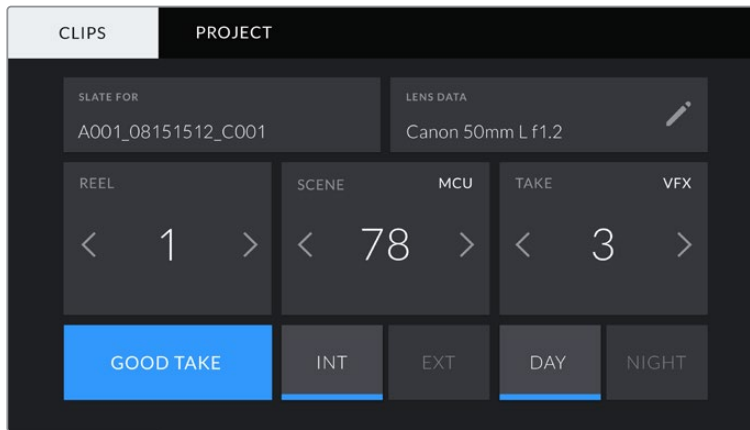 CLIPS PROJECT
SLATE FOR
A001_08151512_C001
LENS DATA
Canon 50mm L f1.2
REEL
1
SCENE MCU
78
TAKE VFX
3
GOOD TAKE
INT
EXT
DAY
NIGHT